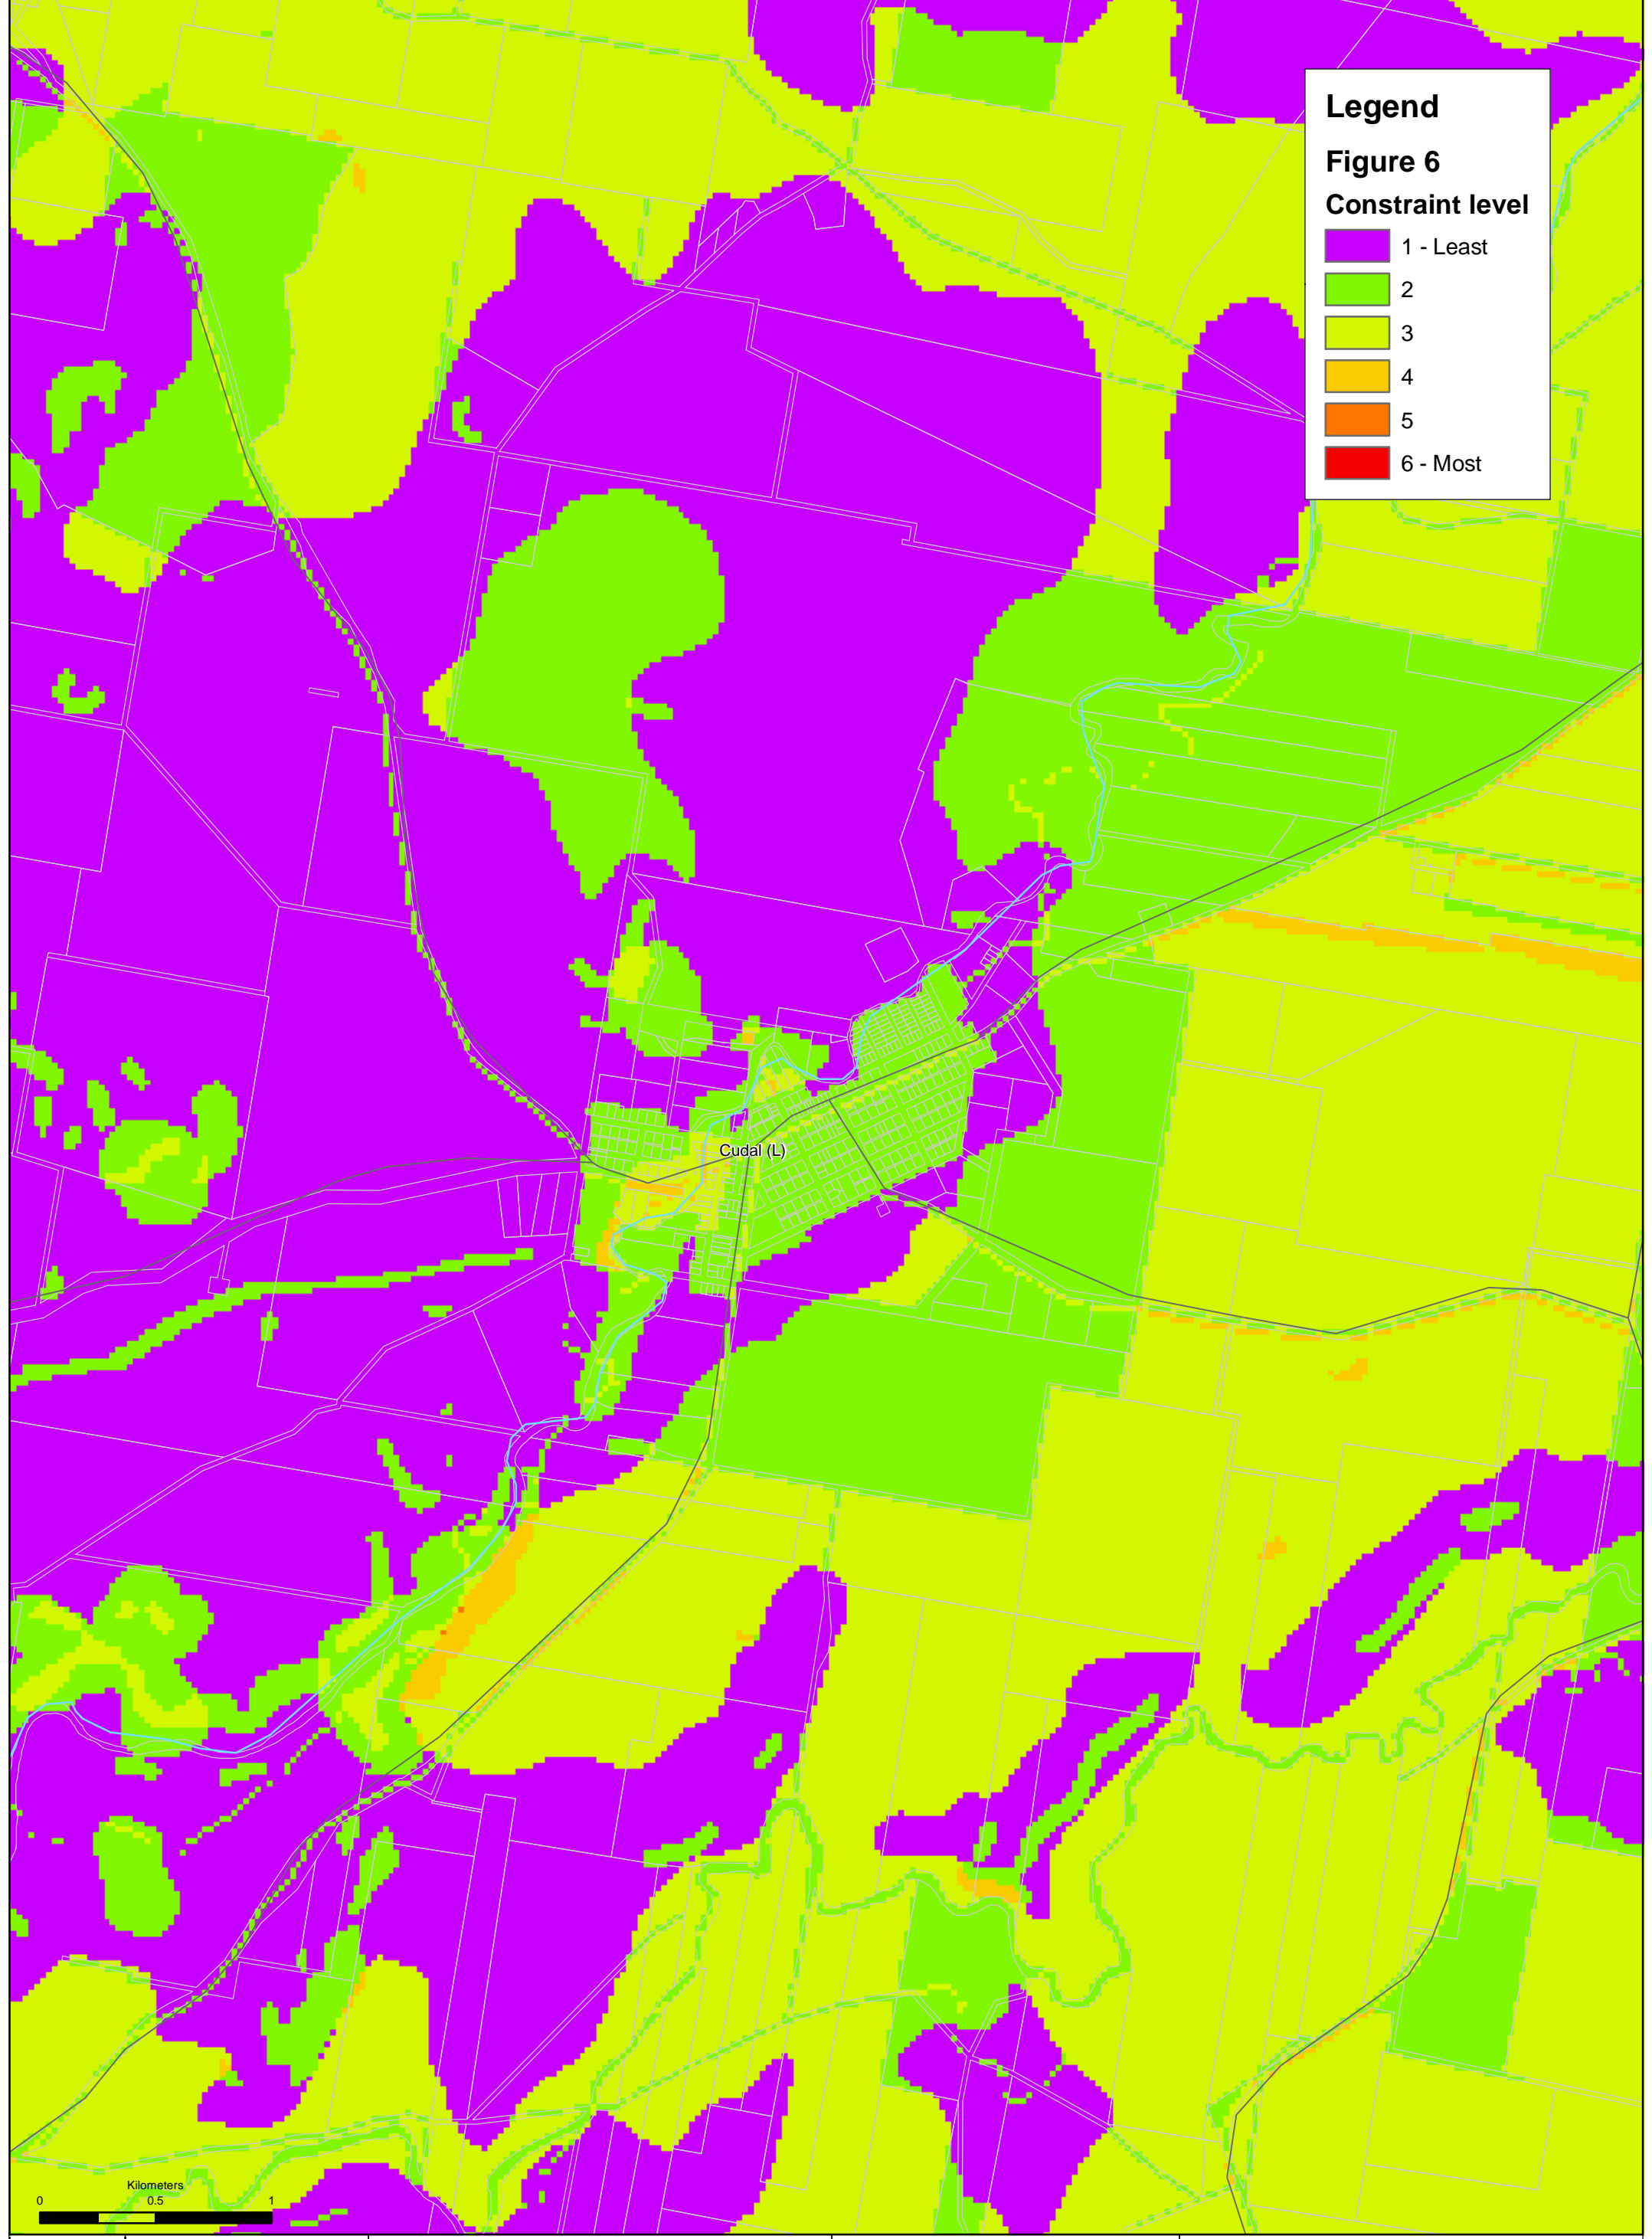 Legend
Figure 6
Constraint level
1 - Least
2
3
4
5
6 - Most
Cudal (L)
Kilometers
0 0.5 1